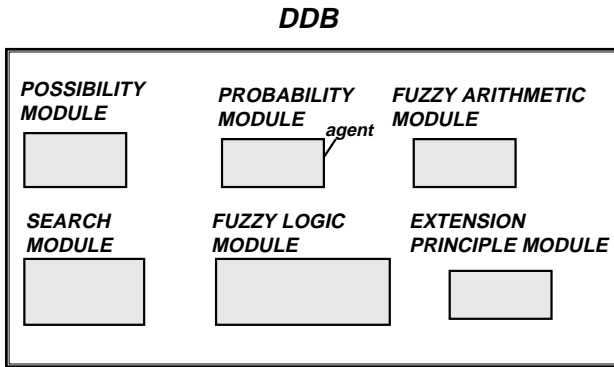 DDB
POSSIBILITY
MODULE
PROBABILITY
MODULE
agent
FUZZY ARITHMETIC
MODULE
SEARCH
MODULE
FUZZY LOGIC
MODULE
EXTENSION
PRINCIPLE MODULE